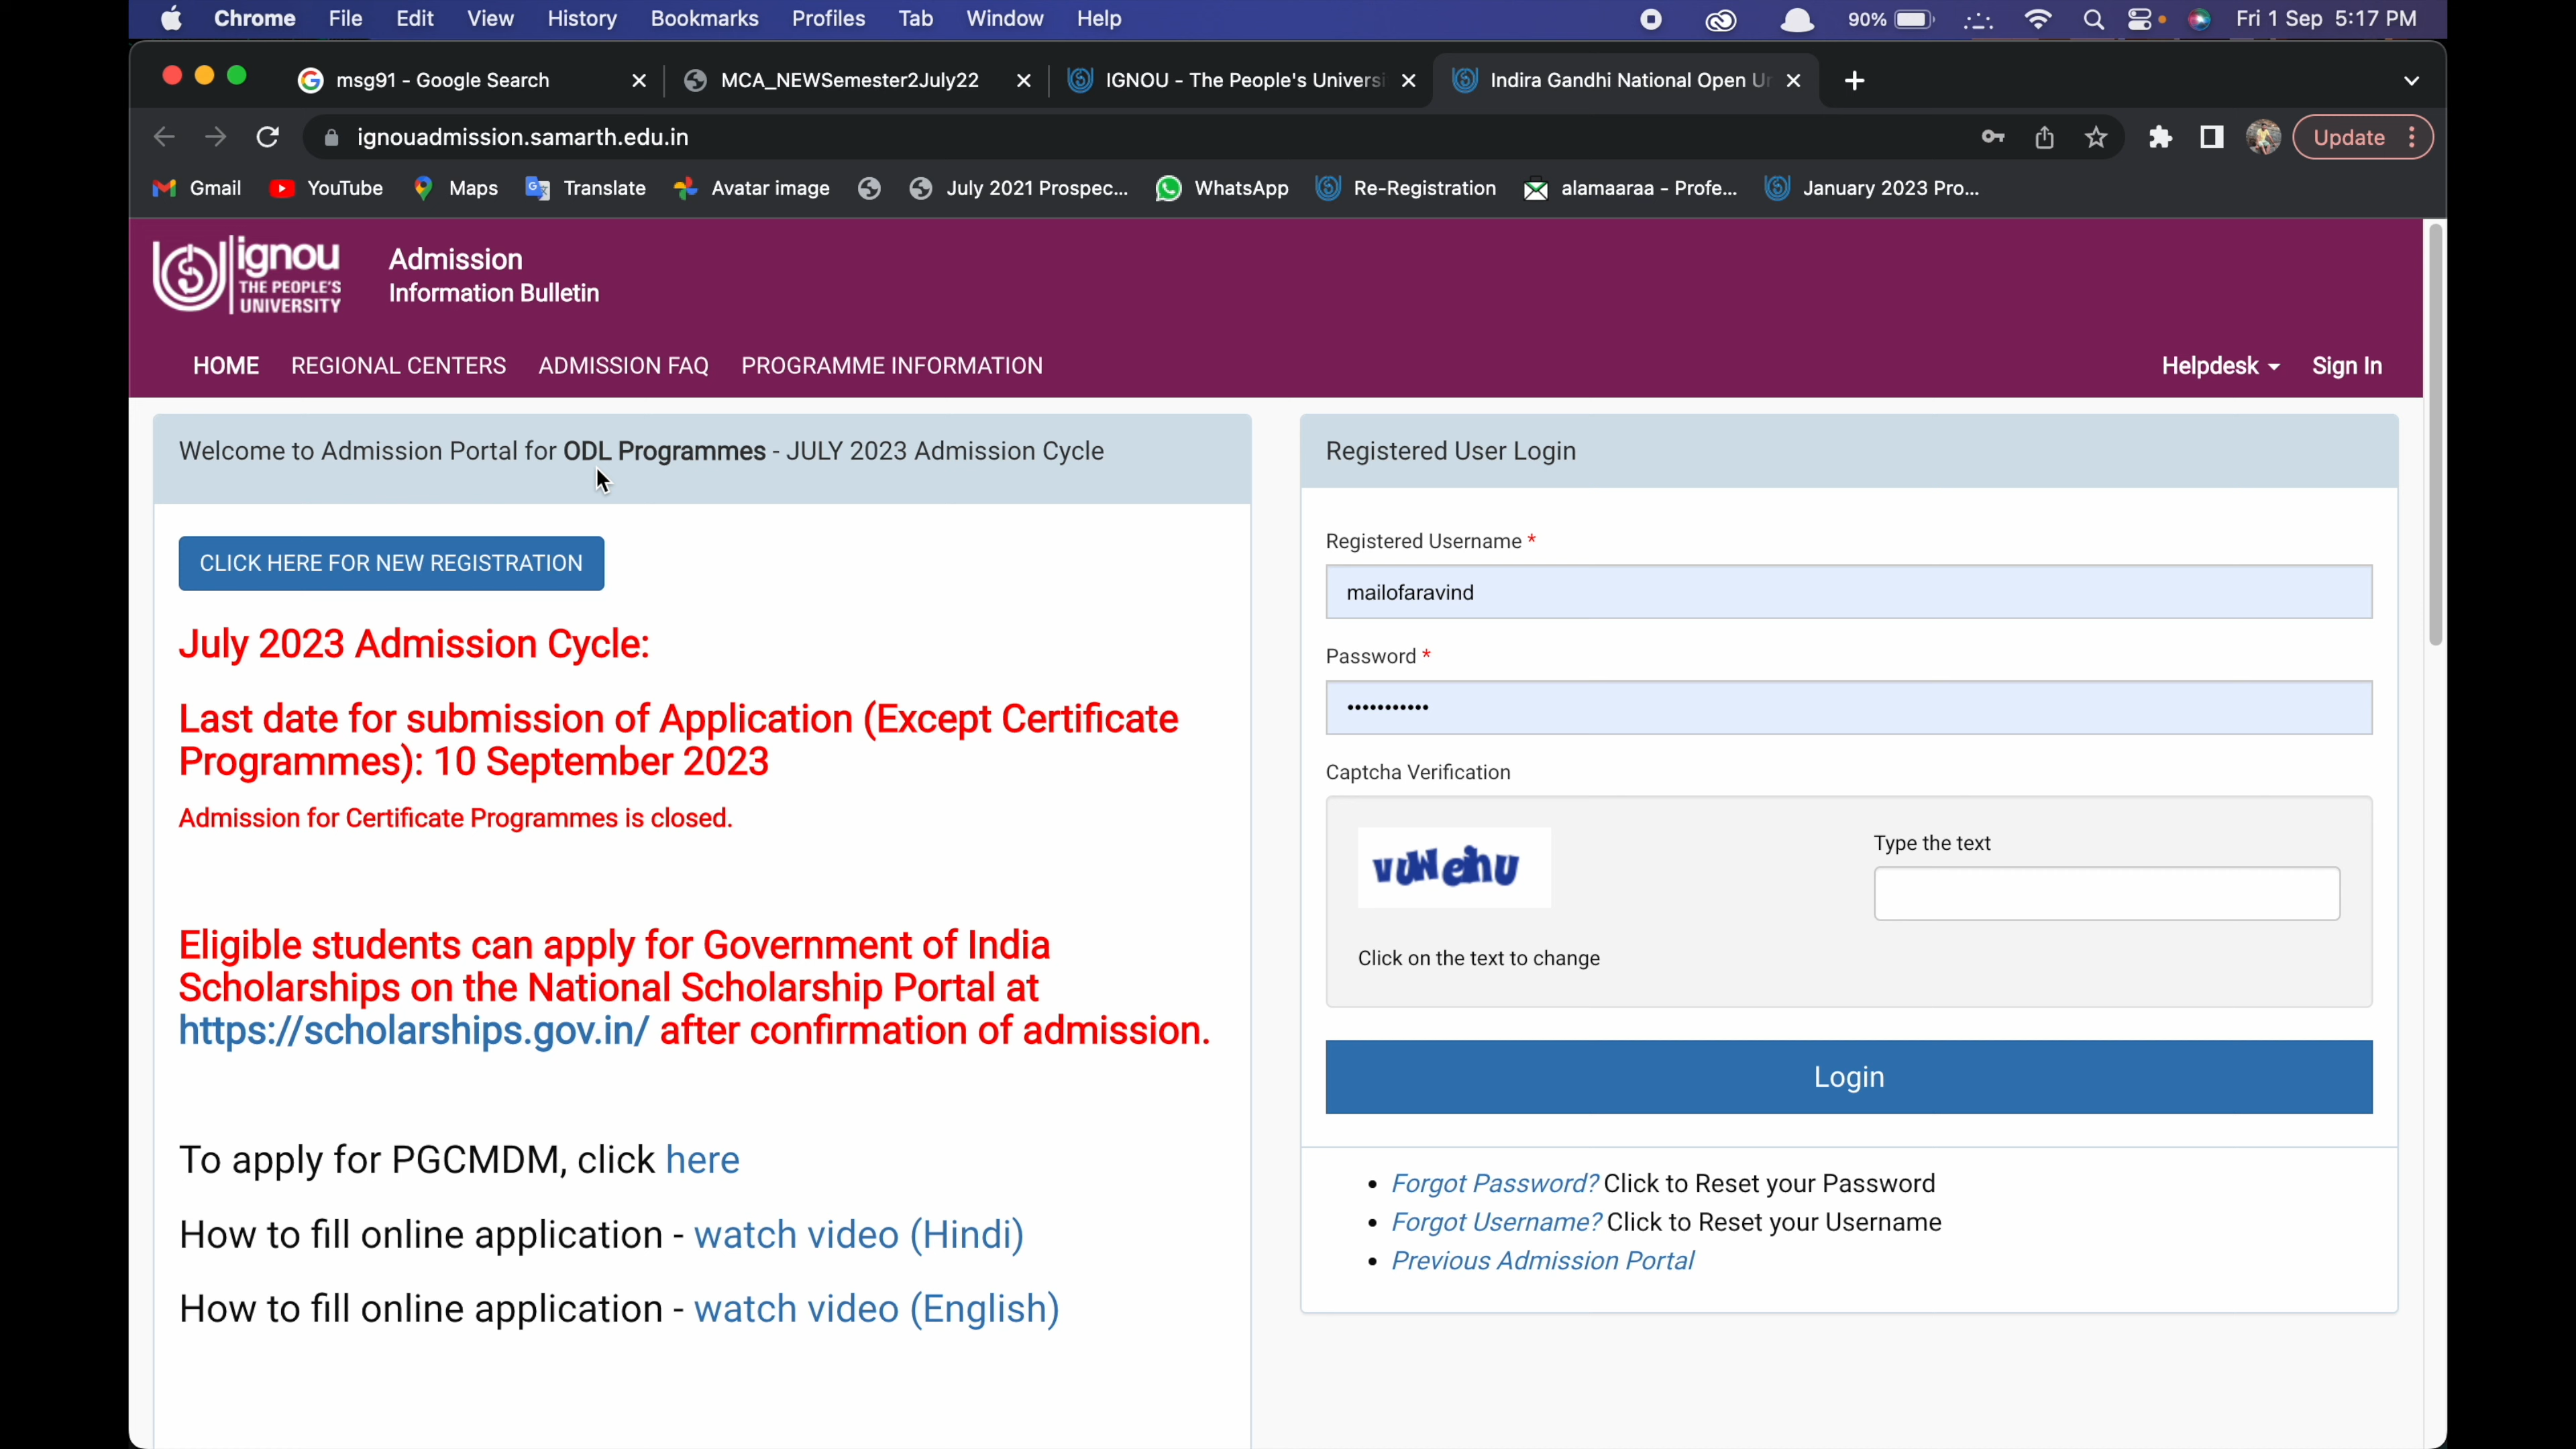 Chrome File Edit View History Bookmarks Profiles Tab Window Help 90% Fri 1 Sep 5:17 PM
msg91 - Google Search MCA_NEWSemester2July22 IGNOU - The People's Universi Indira Gandhi National Open Un
ignouadmission.samarth.edu.in Update
Gmail YouTube Maps Translate Avatar image July 2021 Prospec... WhatsApp Re-Registration alamaaraa - Profe... January 2023 Pro...
ignou
THE PEOPLE'S
UNIVERSITY
Admission
Information Bulletin
HOME REGIONAL CENTERS ADMISSION FAQ PROGRAMME INFORMATION Helpdesk Sign In
Welcome to Admission Portal for ODL Programmes - JULY 2023 Admission Cycle
CLICK HERE FOR NEW REGISTRATION
July 2023 Admission Cycle:
Last date for submission of Application (Except Certificate
Programmes): 10 September 2023
Admission for Certificate Programmes is closed.
Eligible students can apply for Government of India
Scholarships on the National Scholarship Portal at
https://scholarships.gov.in/ after confirmation of admission.
To apply for PGCMDM, click here
How to fill online application - watch video (Hindi)
How to fill online application - watch video (English)
Registered User Login
Registered Username *
mailofaravind
Password *
•••••••••••
Captcha Verification
Type the text
Click on the text to change
Login
• Forgot Password? Click to Reset your Password
• Forgot Username? Click to Reset your Username
• Previous Admission Portal